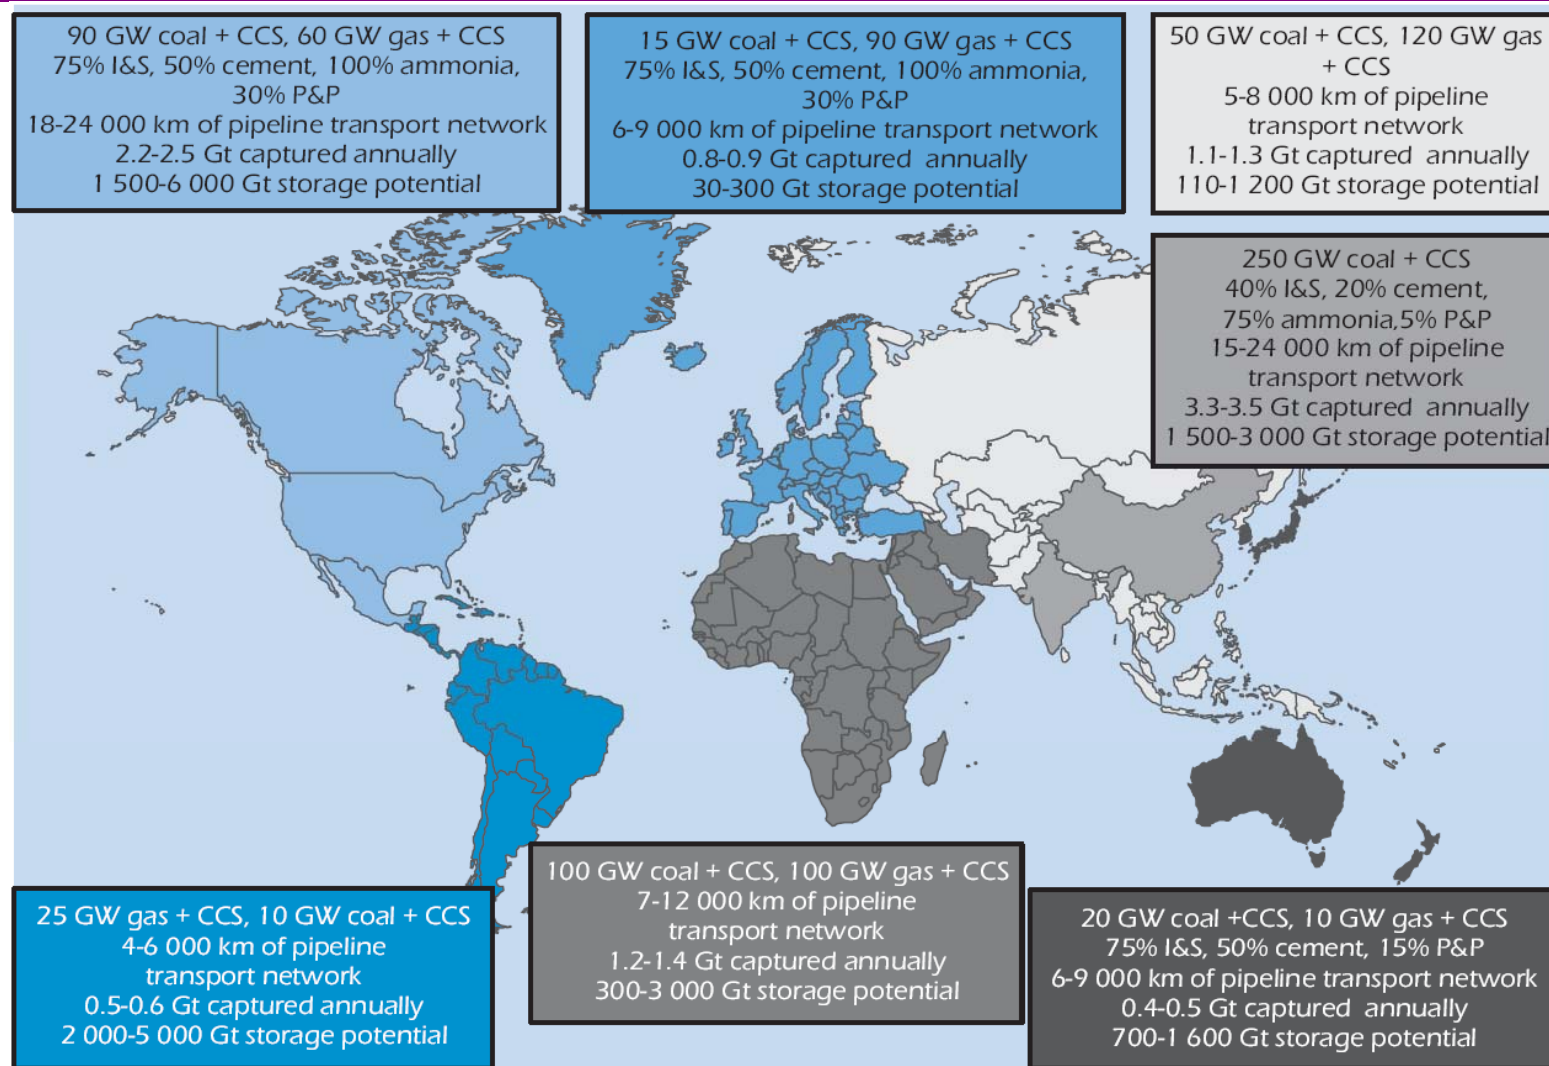 90 GW coal + CCS, 60 GW gas + CCS
75% I&S, 50% cement, 100% ammonia,
30% P&P
18-24 000 km of pipeline transport network
2.2-2.5 Gt captured annually
1 500-6 000 Gt storage potential
15 GW coal + CCS, 90 GW gas + CCS
75% I&S, 50% cement, 100% ammonia,
30% P&P
6-9 000 km of pipeline transport network
0.8-0.9 Gt captured annually
30-300 Gt storage potential
50 GW coal + CCS, 120 GW gas
+ CCS
5-8 000 km of pipeline
transport network
1.1-1.3 Gt captured annually
110-1 200 Gt storage potential
250 GW coal + CCS
40% I&S, 20% cement,
75% ammonia,5% P&P
15-24 000 km of pipeline
transport network
3.3-3.5 Gt captured annually
1 500-3 000 Gt storage potential
25 GW gas + CCS, 10 GW coal + CCS
4-6 000 km of pipeline
transport network
0.5-0.6 Gt captured annually
2 000-5 000 Gt storage potential
100 GW coal + CCS, 100 GW gas + CCS
7-12 000 km of pipeline
transport network
1.2-1.4 Gt captured annually
300-3 000 Gt storage potential
20 GW coal +CCS, 10 GW gas + CCS
75% I&S, 50% cement, 15% P&P
6-9 000 km of pipeline transport network
0.4-0.5 Gt captured annually
700-1 600 Gt storage potential